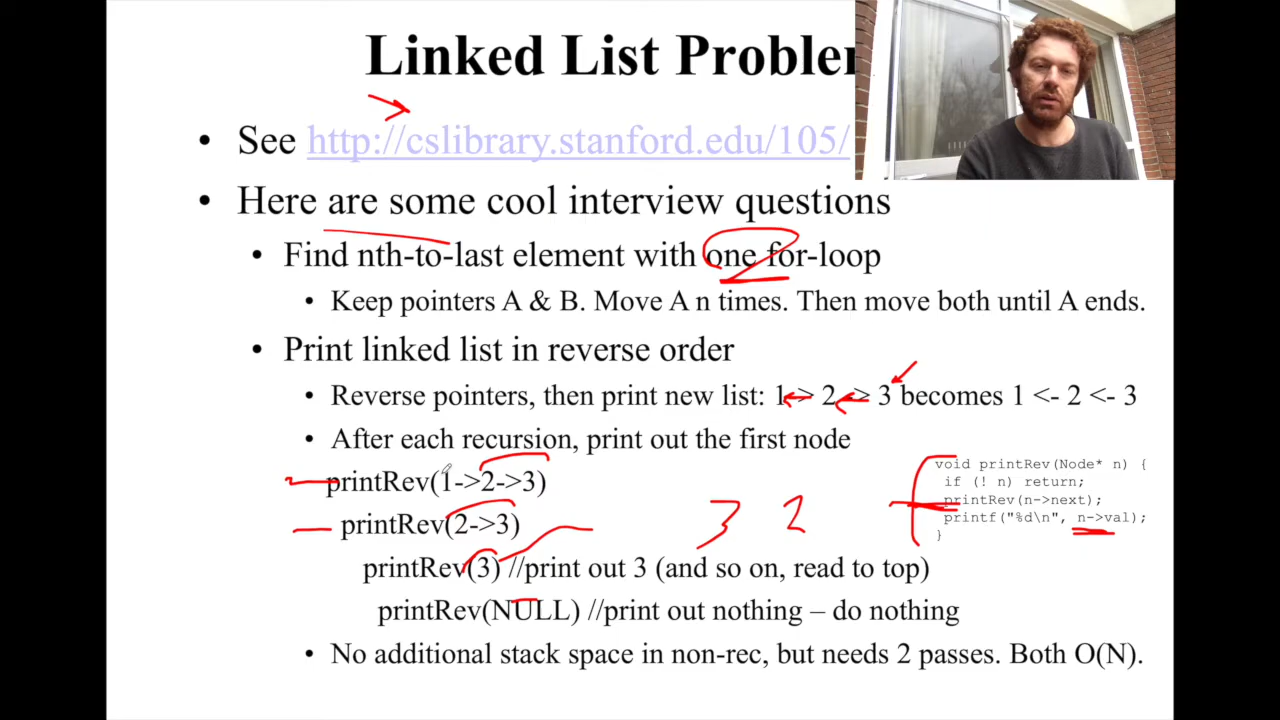 Linked List Problem
• See http://cslibrary.stanford.edu/105/
• Here are some cool interview questions
• Find nth-to-last element with one for-loop
• Keep pointers A & B. Move A n times. Then move both until A ends.
• Print linked list in reverse order
• Reverse pointers, then print new list: 1 -> 2 -> 3 becomes 1 <- 2 <- 3
• After each recursion, print out the first node
printRev(1->2->3)
printRev(2->3)
printRev(3) //print out 3 (and so on, read to top)
printRev(NULL) //print out nothing – do nothing
• No additional stack space in non-rec, but needs 2 passes. Both O(N).
3 2
void printRev(Node* n) {
if (! n) return;
printRev(n->next);
printf("%d\n", n->val);
}